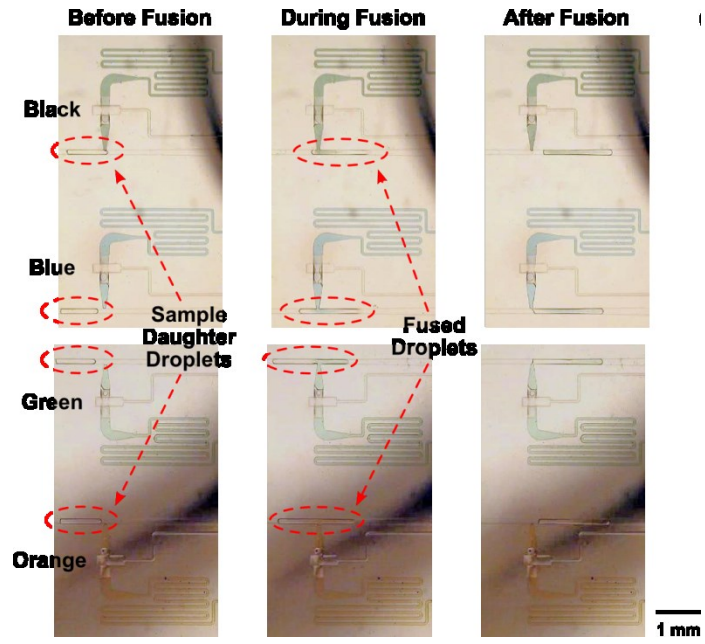 Before Fusion
During Fusion
After Fusion
Black
Blue
Sample
Daughter
Droplets
Fused
Droplets
Green
Orange
1 mm